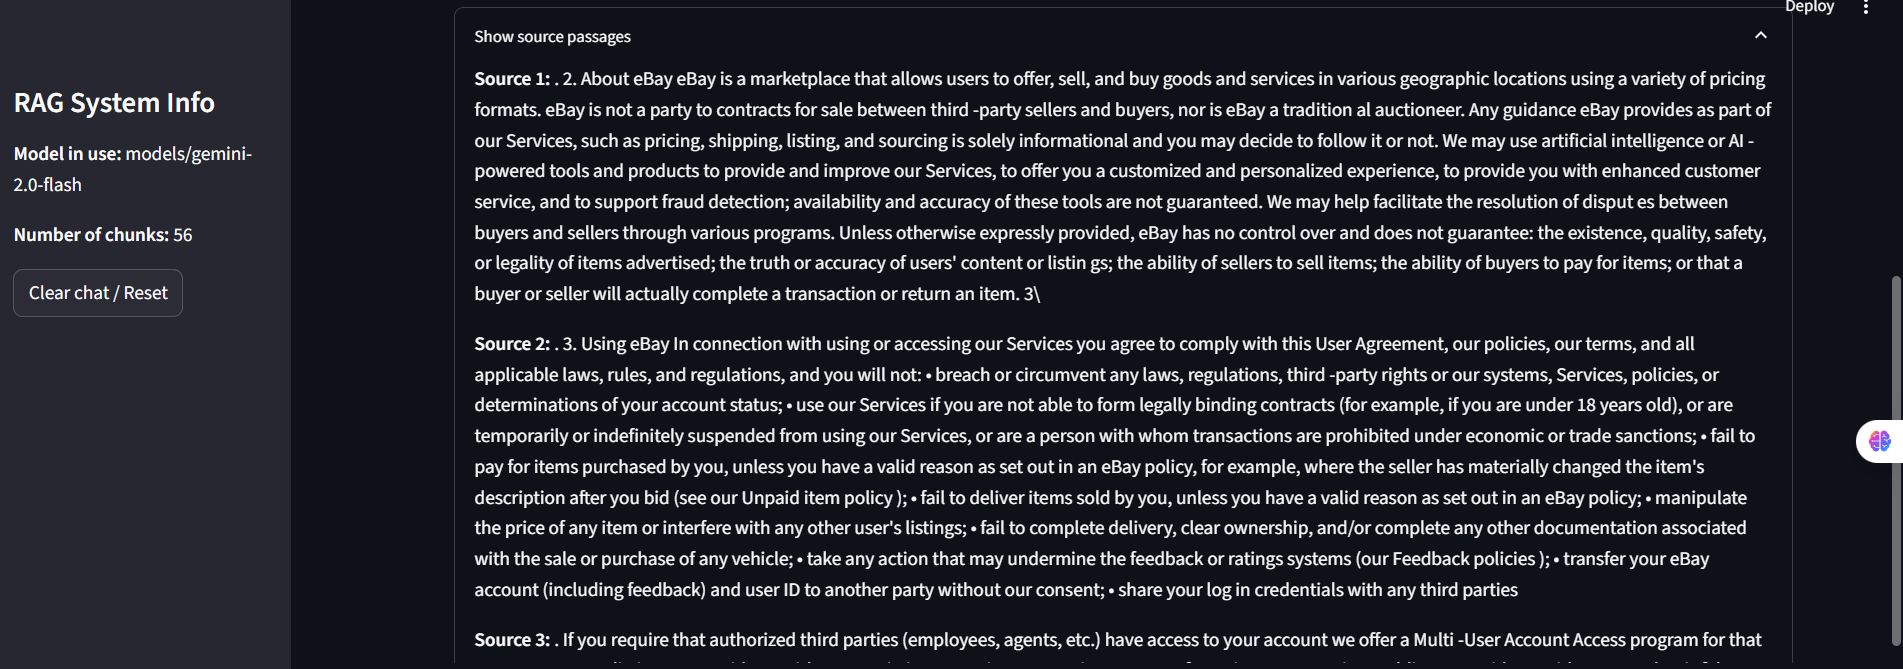 Deploy
RAG System Info
Model in use: models/gemini-
2.0-flash
Number of chunks: 56
Clear chat / Reset
Show source passages
Source 1: . 2. About eBay eBay is a marketplace that allows users to offer, sell, and buy goods and services in various geographic locations using a variety of pricing
formats. eBay is not a party to contracts for sale between third -party sellers and buyers, nor is eBay a tradition al auctioneer. Any guidance eBay provides as part of
our Services, such as pricing, shipping, listing, and sourcing is solely informational and you may decide to follow it or not. We may use artificial intelligence or AI -
powered tools and products to provide and improve our Services, to offer you a customized and personalized experience, to provide you with enhanced customer
service, and to support fraud detection; availability and accuracy of these tools are not guaranteed. We may help facilitate the resolution of disput es between
buyers and sellers through various programs. Unless otherwise expressly provided, eBay has no control over and does not guarantee: the existence, quality, safety,
or legality of items advertised; the truth or accuracy of users' content or listin gs; the ability of sellers to sell items; the ability of buyers to pay for items; or that a
buyer or seller will actually complete a transaction or return an item. 3\
Source 2: . 3. Using eBay In connection with using or accessing our Services you agree to comply with this User Agreement, our policies, our terms, and all
applicable laws, rules, and regulations, and you will not: • breach or circumvent any laws, regulations, third -party rights or our systems, Services, policies, or
determinations of your account status; • use our Services if you are not able to form legally binding contracts (for example, if you are under 18 years old), or are
temporarily or indefinitely suspended from using our Services, or are a person with whom transactions are prohibited under economic or trade sanctions; • fail to
pay for items purchased by you, unless you have a valid reason as set out in an eBay policy, for example, where the seller has materially changed the item's
description after you bid (see our Unpaid item policy ); • fail to deliver items sold by you, unless you have a valid reason as set out in an eBay policy; • manipulate
the price of any item or interfere with any other user's listings; • fail to complete delivery, clear ownership, and/or complete any other documentation associated
with the sale or purchase of any vehicle; • take any action that may undermine the feedback or ratings systems (our Feedback policies ); • transfer your eBay
account (including feedback) and user ID to another party without our consent; • share your log in credentials with any third parties
Source 3: . If you require that authorized third parties (employees, agents, etc.) have access to your account we offer a Multi -User Account Access program for that